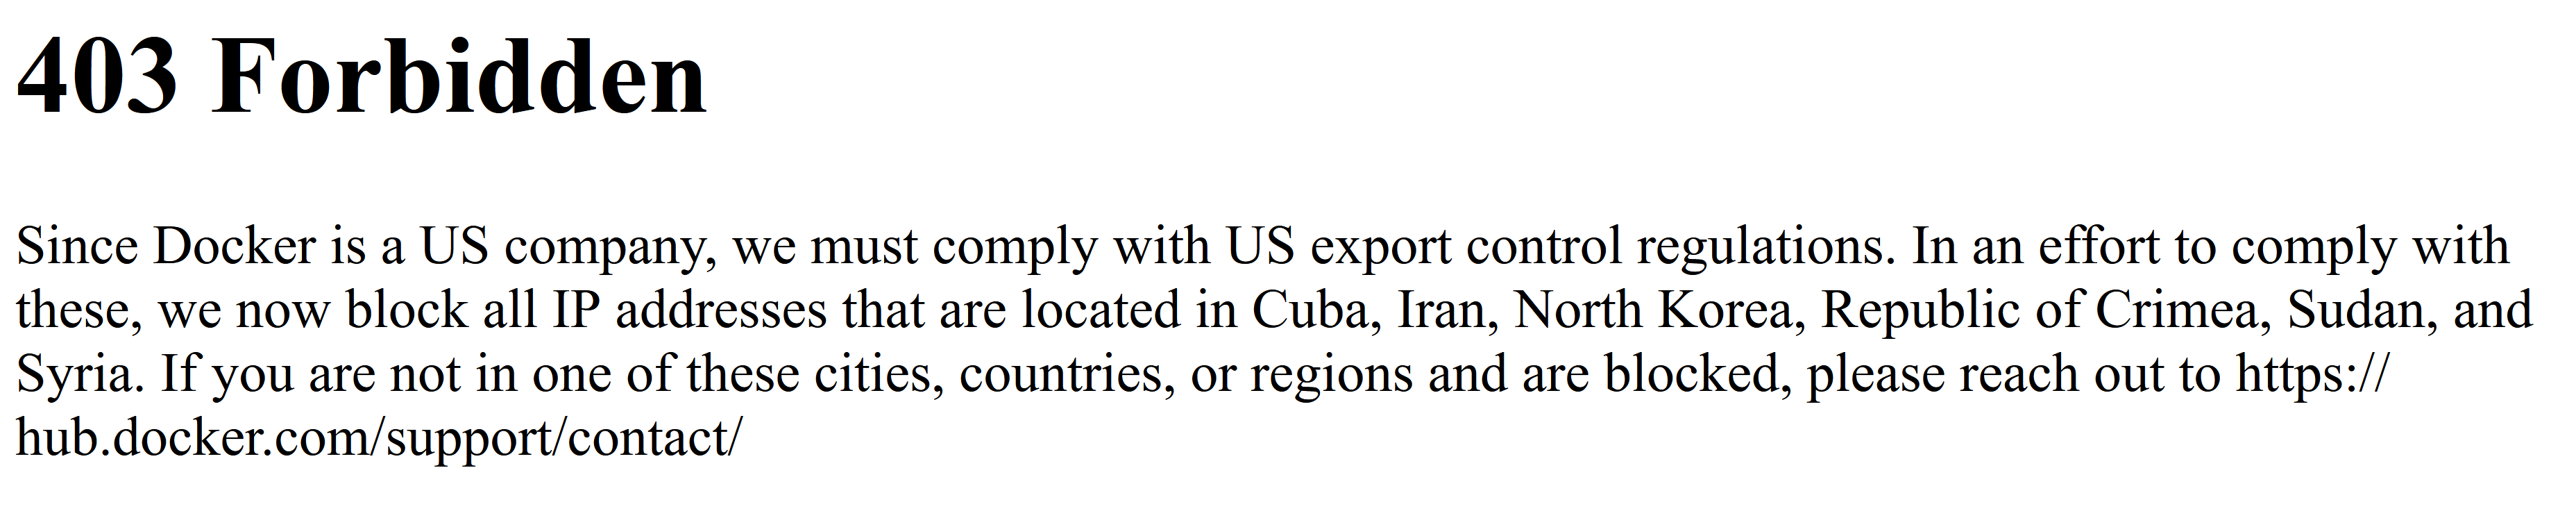 403 Forbidden
Since Docker is a US company, we must comply with US export control regulations. In an effort to comply with
these, we now block all IP addresses that are located in Cuba, Iran, North Korea, Republic of Crimea, Sudan, and
Syria. If you are not in one of these cities, countries, or regions and are blocked, please reach out to https://
hub.docker.com/support/contact/